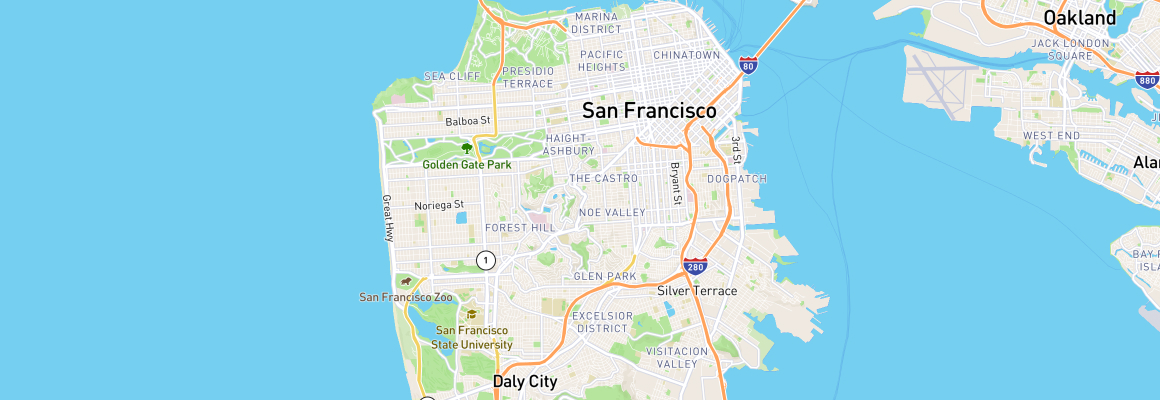 MARINA
DISTRICT
Oakland
JACK LONDON
SQUARE
PACIFIC
HEIGHTS
CHINATOWN
80
SEA CLIFF
PRESIDIO
TERRACE
880
San Francisco
Balboa St
HAIGHT-
ASHBURY
3rd St
WEST END
Golden Gate Park
Bryant St
THE CASTRO
DOGPATCH
Great Hwy
Noriega St
NOE VALLEY
FOREST HILL
1
280
GLEN PARK
San Francisco Zoo
Silver Terrace
San Francisco
State University
EXCELSIOR
DISTRICT
VISITACION
VALLEY
Daly City